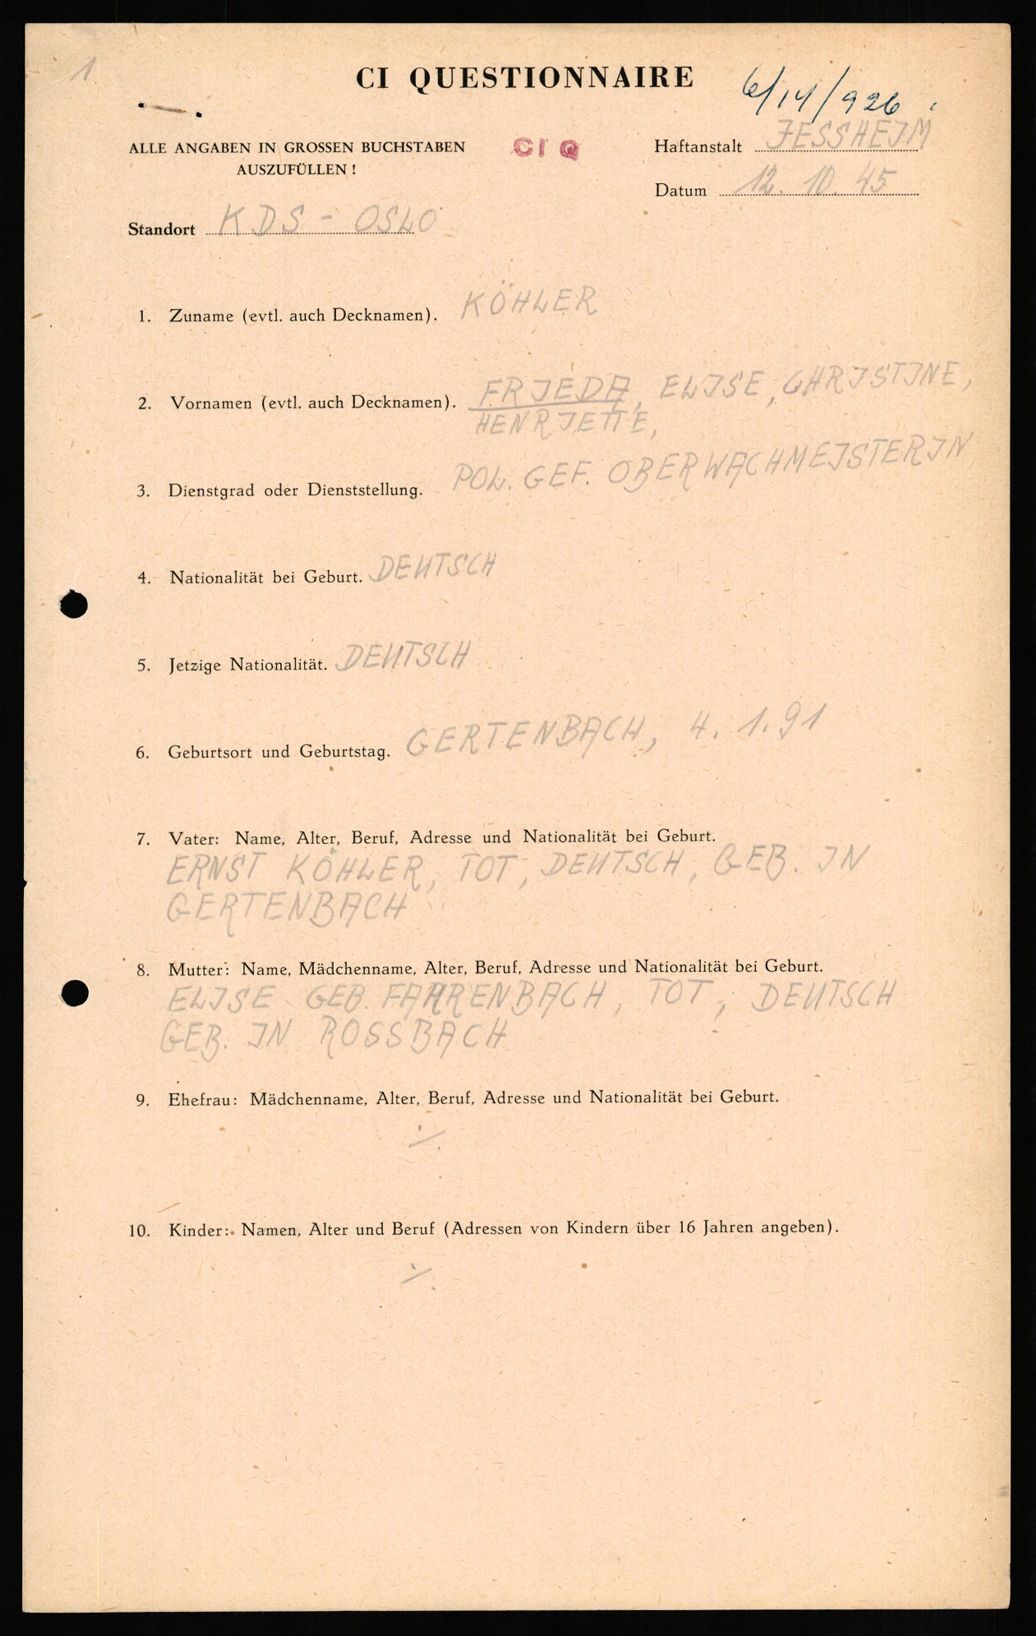 1
CI QUESTIONNAIRE
6/14/926
ALLE ANGABEN IN GROSSEN BUCHSTABEN
AUSZUFÜLLEN !
CI Q
Haftanstalt JESSHEJM
Datum 12. 10. 45
Standort KDS - OSLO
1. Zuname (evtl. auch Decknamen). KÖHLER
2. Vornamen (evtl. auch Decknamen). FRJEDA, ELJSE, CHRJSTJNE,
HENRJETTE,
3. Dienstgrad oder Dienststellung. POL. GEF. OBERWACHMEJSTERJN
4. Nationalität bei Geburt. DEUTSCH
5. Jetzige Nationalität. DEUTSCH
6. Geburtsort und Geburtstag. GERTENBACH, 4. 1. 91
7. Vater: Name, Alter, Beruf, Adresse und Nationalität bei Geburt.
ERNST KÖHLER, TOT, DEUTSCH, GEB. JN
GERTENBACH
8. Mutter: Name, Mädchenname, Alter, Beruf, Adresse und Nationalität bei Geburt.
ELJSE GEB. FAHRENBACH, TOT, DEUTSCH
GEB. JN ROSSBACH
9. Ehefrau: Mädchenname, Alter, Beruf, Adresse und Nationalität bei Geburt.
./.
10. Kinder: Namen, Alter und Beruf (Adressen von Kindern über 16 Jahren angeben).
./.